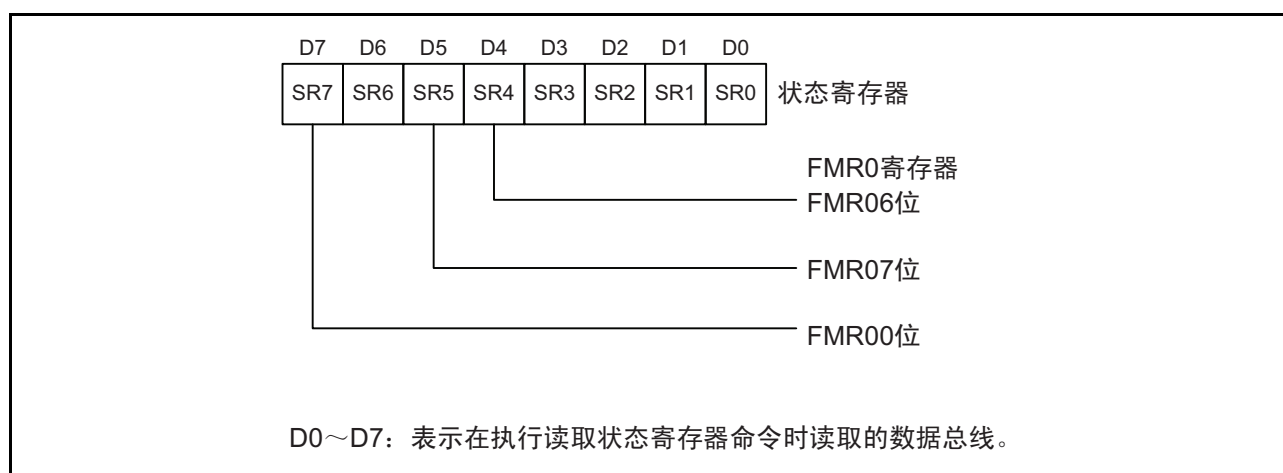 D7 D6 D5 D4 D3 D2 D1 D0
SR7 SR6 SR5 SR4 SR3 SR2 SR1 SR0 状态寄存器
FMR0寄存器
FMR06位
FMR07位
FMR00位
D0～D7：表示在执行读取状态寄存器命令时读取的数据总线。